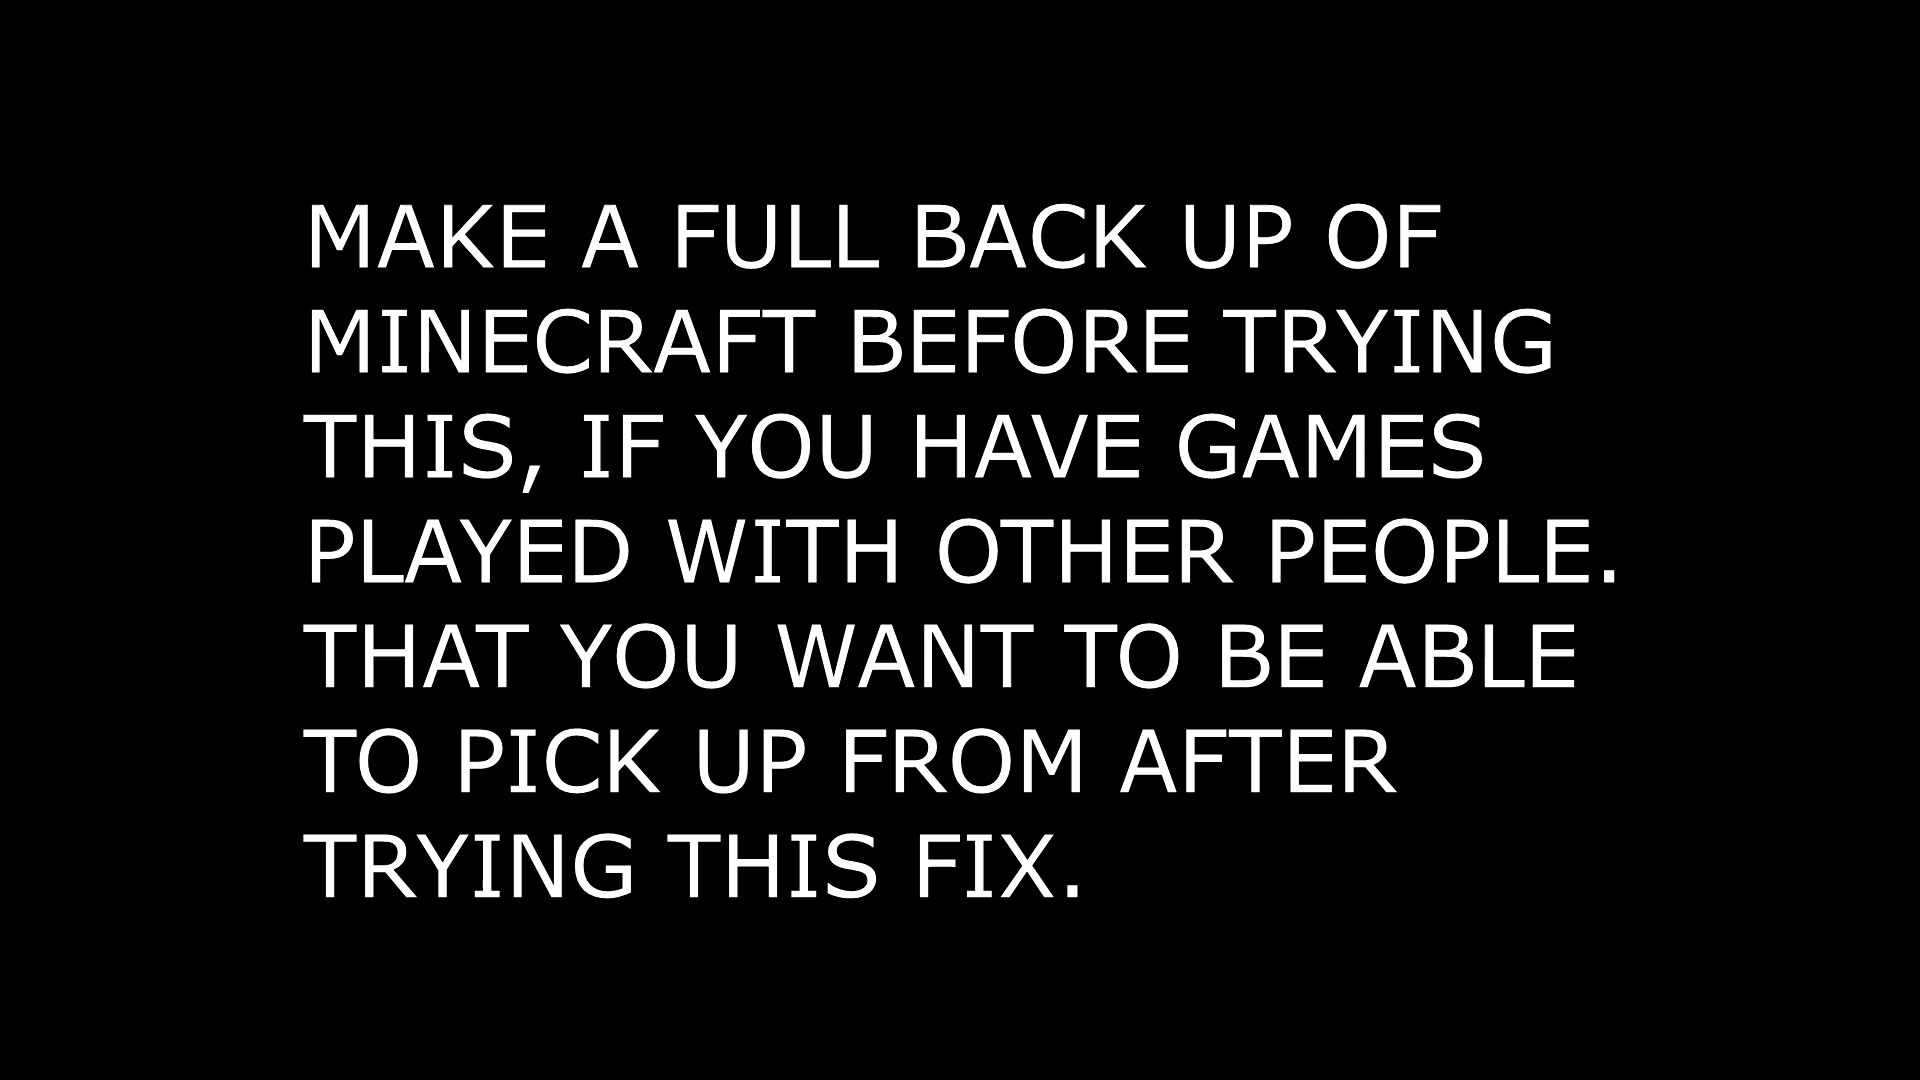 MAKE A FULL BACK UP OF
MINECRAFT BEFORE TRYING
THIS, IF YOU HAVE GAMES
PLAYED WITH OTHER PEOPLE.
THAT YOU WANT TO BE ABLE
TO PICK UP FROM AFTER
TRYING THIS FIX.